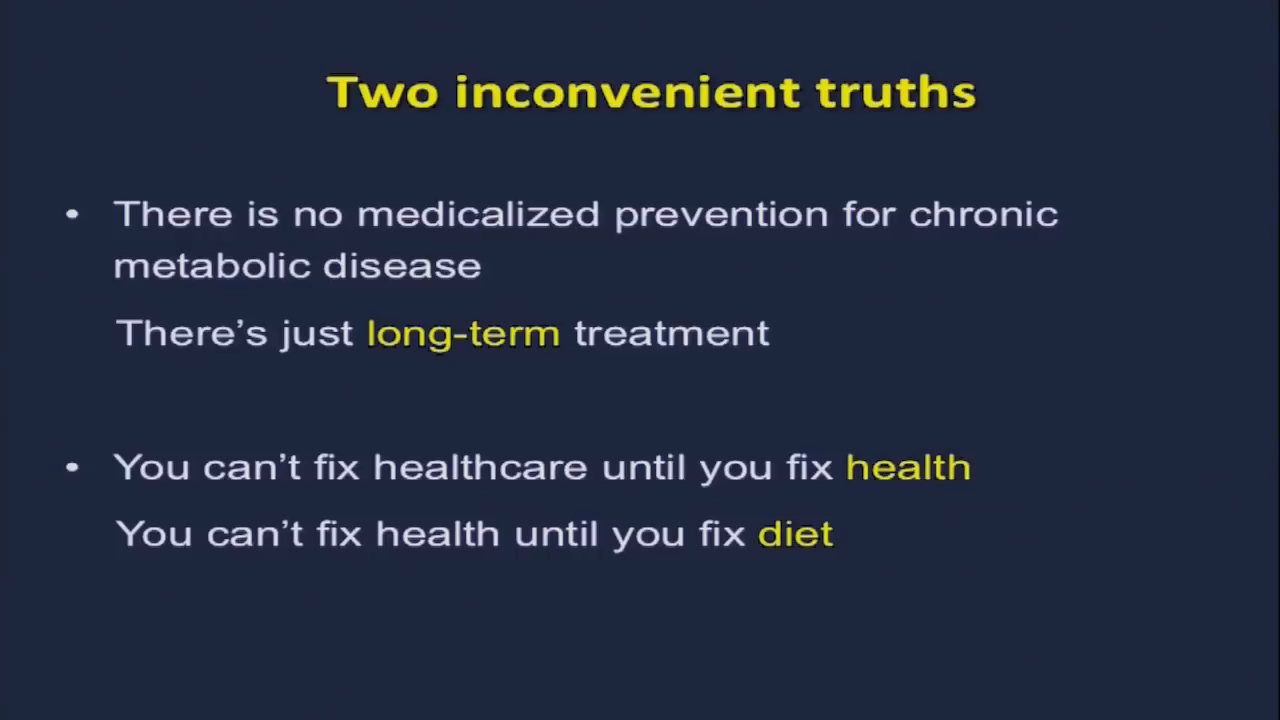 Two inconvenient truths
• There is no medicalized prevention for chronic
metabolic disease
There’s just long-term treatment
• You can’t fix healthcare until you fix health
You can’t fix health until you fix diet